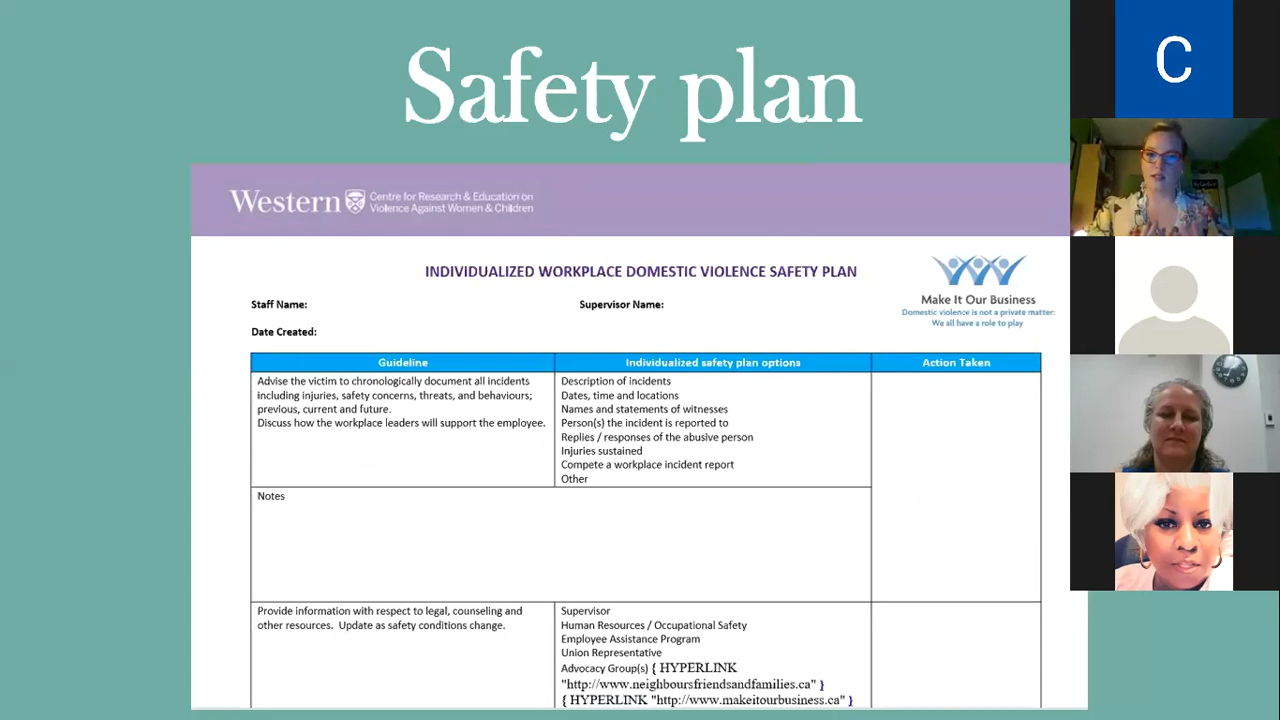 Safety plan
C
Western
Centre for Research & Education on
Violence Against Women & Children
INDIVIDUALIZED WORKPLACE DOMESTIC VIOLENCE SAFETY PLAN
Make It Our Business
Domestic violence is not a private matter:
We all have a role to play
Staff Name:
Supervisor Name:
Date Created:
Guideline
Individualized safety plan options
Action Taken
Advise the victim to chronologically document all incidents
including injuries, safety concerns, threats, and behaviours;
previous, current and future.
Discuss how the workplace leaders will support the employee.
Description of incidents
Dates, time and locations
Names and statements of witnesses
Person(s) the incident is reported to
Replies / responses of the abusive person
Injuries sustained
Compete a workplace incident report
Other
Notes
Provide information with respect to legal, counseling and
other resources.  Update as safety conditions change.
Supervisor
Human Resources / Occupational Safety
Employee Assistance Program
Union Representative
Advocacy Group(s) { HYPERLINK
"http://www.neighboursfriendsandfamilies.ca" }
{ HYPERLINK "http://www.makeitourbusiness.ca" }